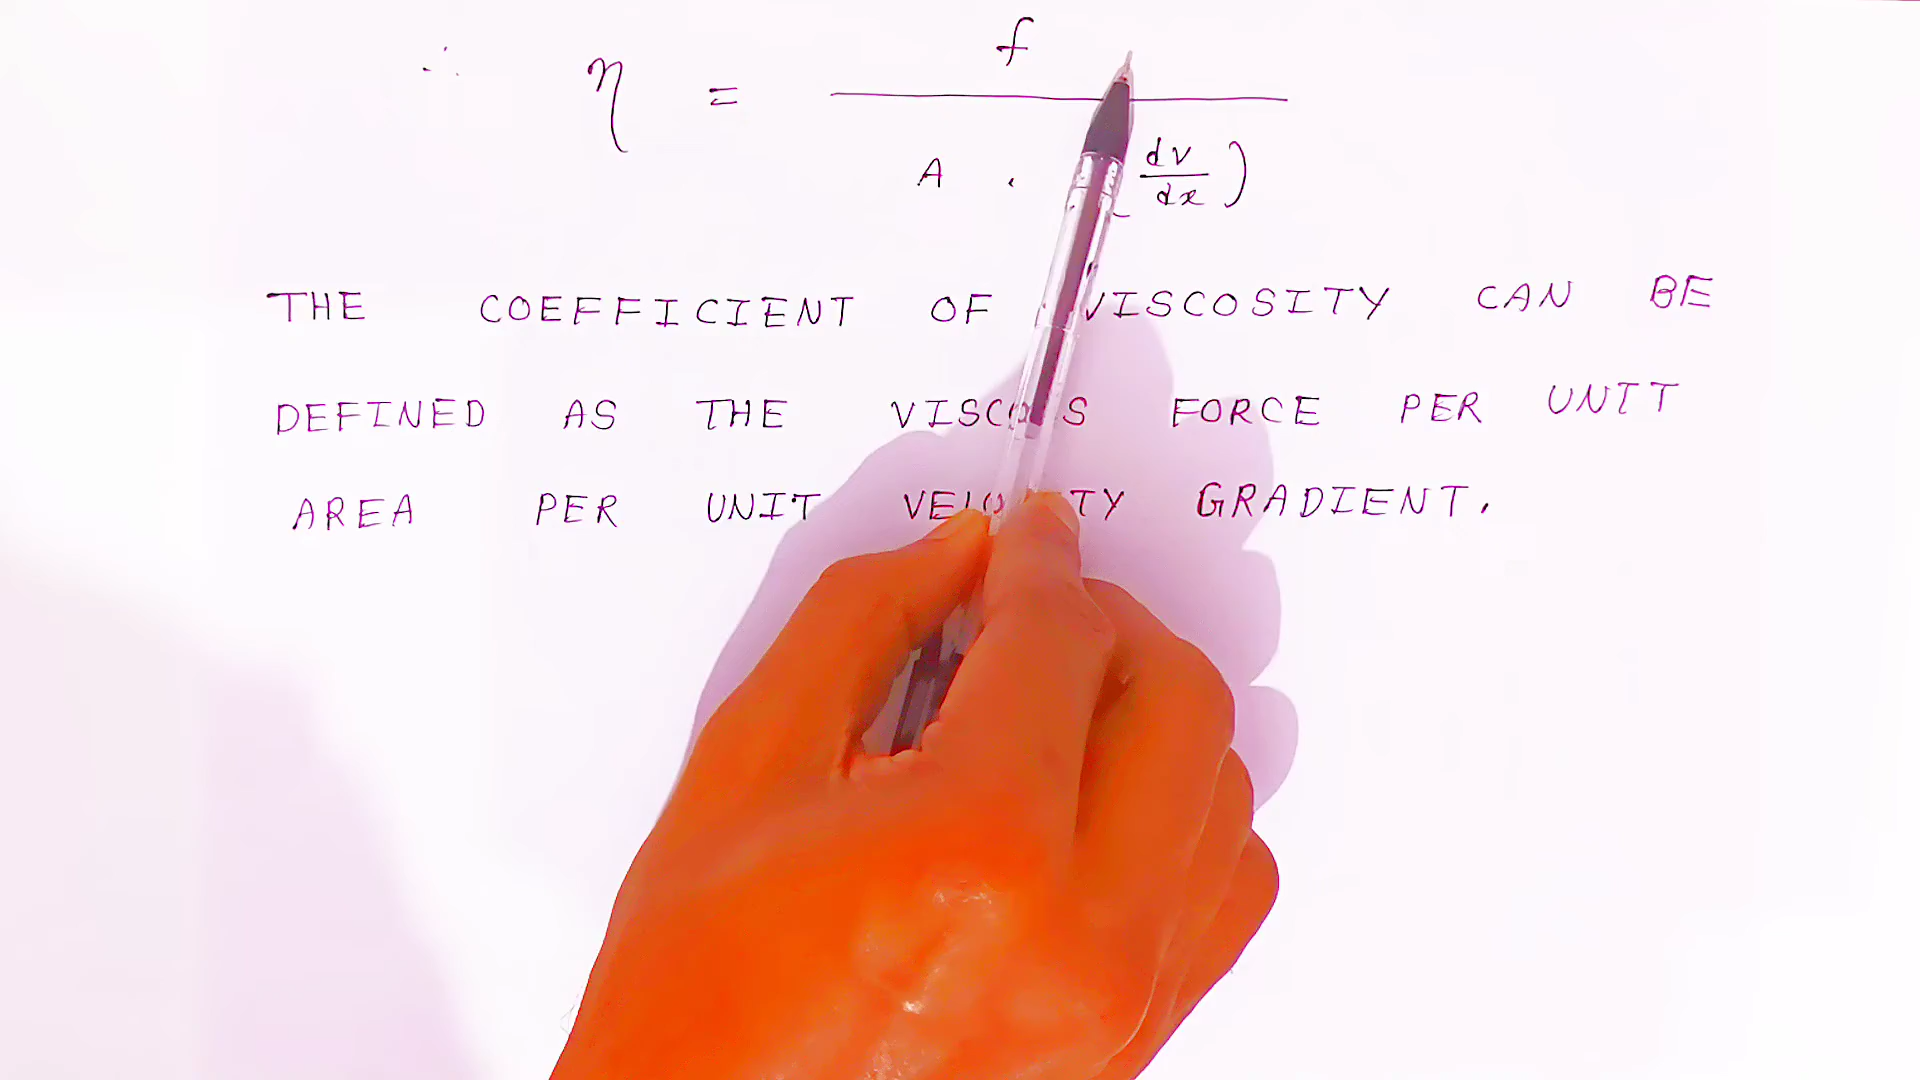 ∴ η = f / A . (dv/dx)
THE COEFFICIENT OF VISCOSITY CAN BE
DEFINED AS THE FORCE PER UNIT
AREA PER UNIT GRADIENT.